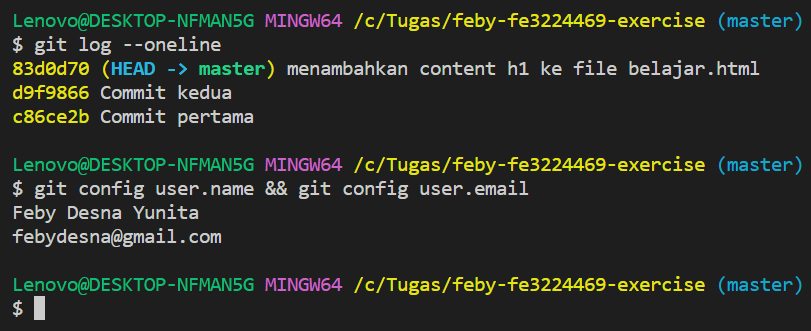 Lenovo@DESKTOP-NFMAN5G MINGW64 /c/Tugas/feby-fe3224469-exercise (master)
$ git log --oneline
83d0d70 (HEAD -> master) menambahkan content h1 ke file belajar.html
d9f9866 Commit kedua
c86ce2b Commit pertama
Lenovo@DESKTOP-NFMAN5G MINGW64 /c/Tugas/feby-fe3224469-exercise (master)
$ git config user.name && git config user.email
Feby Desna Yunita
febydesna@gmail.com
Lenovo@DESKTOP-NFMAN5G MINGW64 /c/Tugas/feby-fe3224469-exercise (master)
$